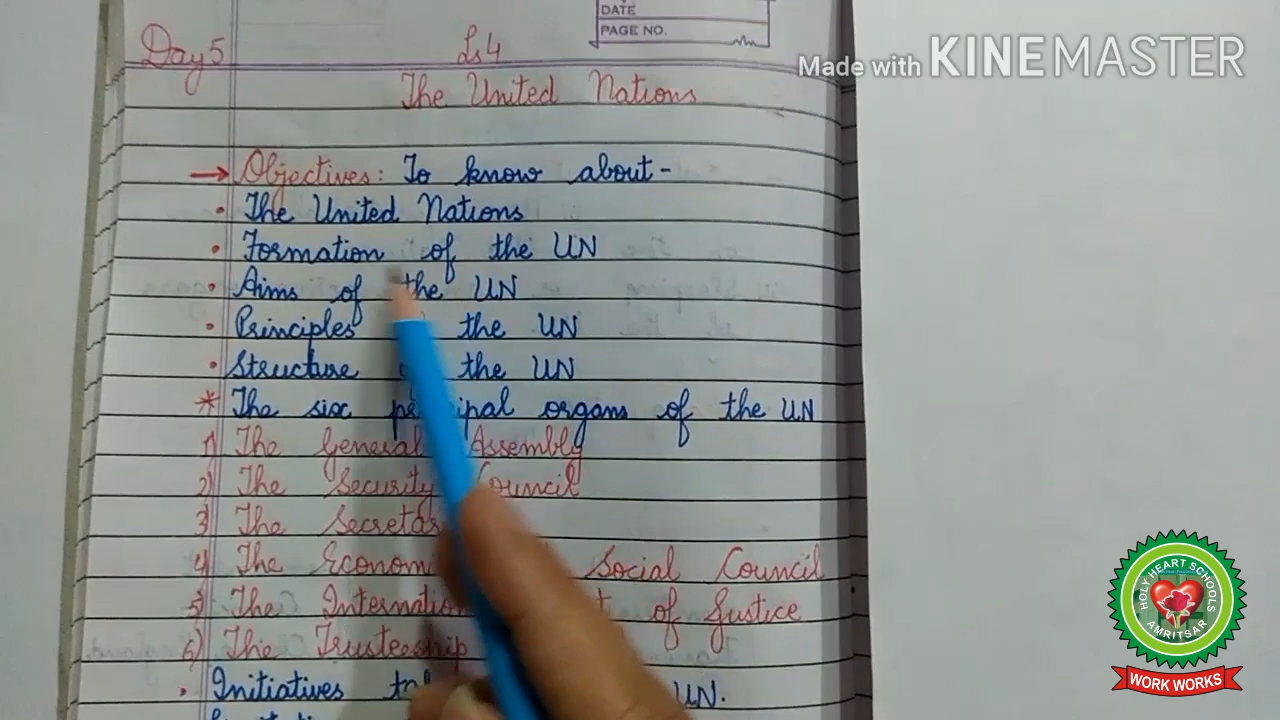 DATE
PAGE NO.
Made with KINEMASTER
Day 5 Ls 4
The United Nations
→ Objectives: To know about-
• The United Nations
• Formation of the UN
• Aims of the UN
• Principles the UN
• Structure the UN
* The six principal organs of the UN
1) The General Assembly
2) The Security Council
3) The
4) The Social Council
5) The of Justice
6) The Trusteeship
• Initiatives UN.
HOLY HEART SCHOOLS
AMRITSAR
WORK WORKS